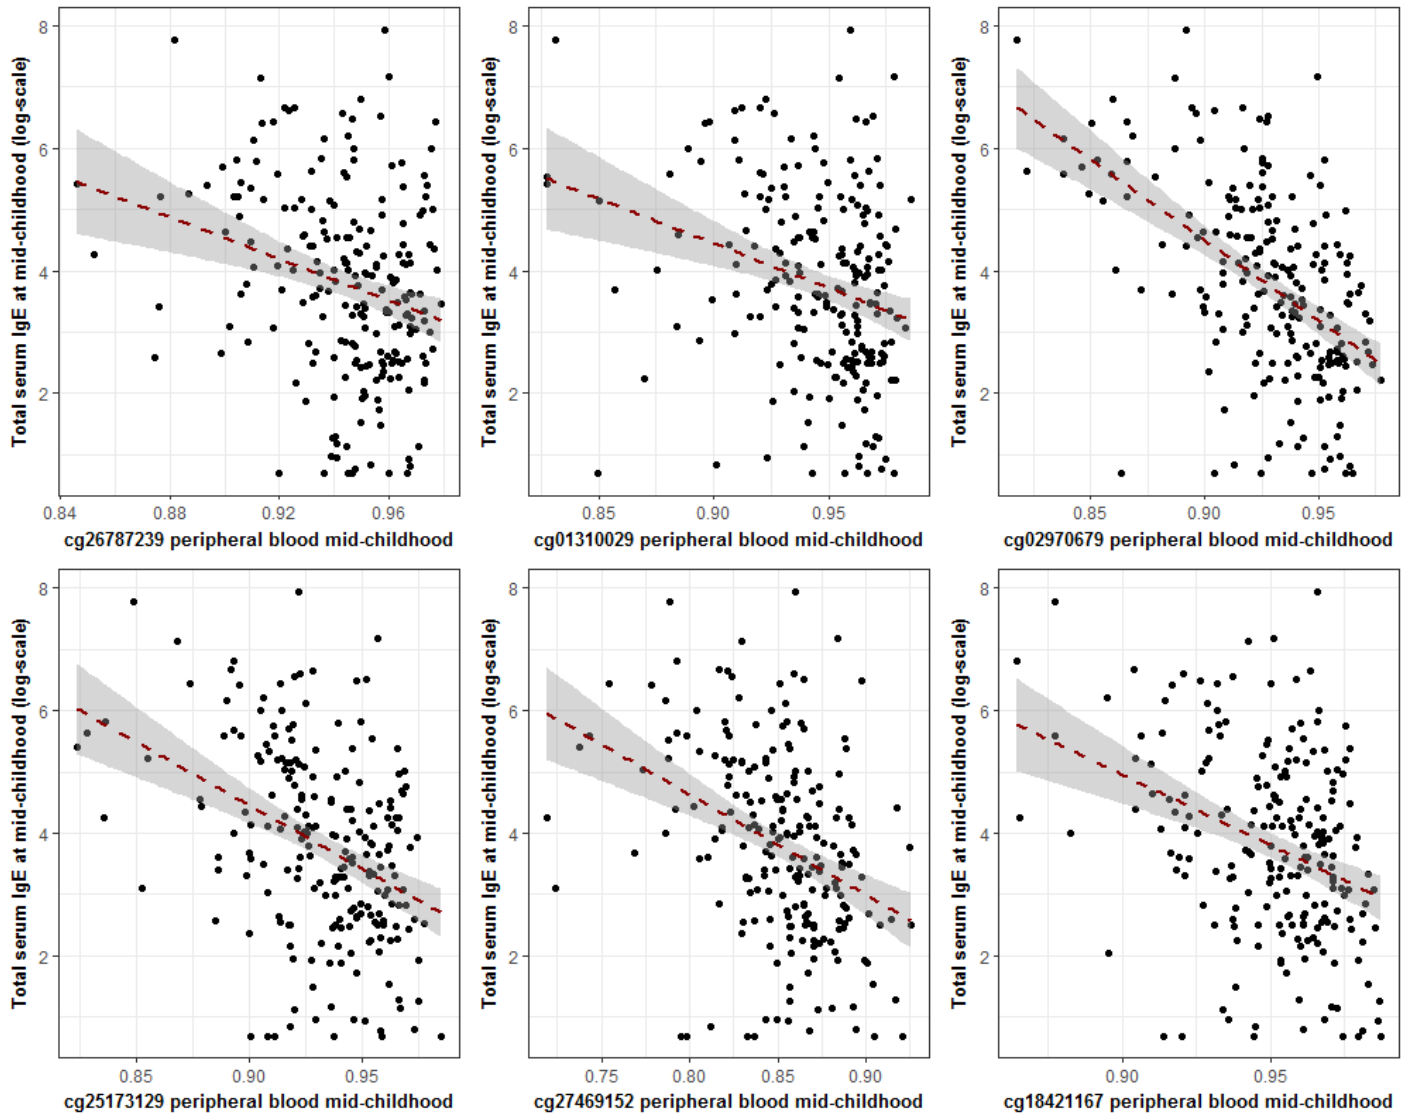 Total serum IgE at mid-childhood (log-scale)
8
6
4
2
0.84 0.88 0.92 0.96
cg26787239 peripheral blood mid-childhood
Total serum IgE at mid-childhood (log-scale)
8
6
4
2
0.85 0.90 0.95
cg01310029 peripheral blood mid-childhood
Total serum IgE at mid-childhood (log-scale)
8
6
4
2
0.85 0.90 0.95
cg02970679 peripheral blood mid-childhood
Total serum IgE at mid-childhood (log-scale)
8
6
4
2
0.85 0.90 0.95
cg25173129 peripheral blood mid-childhood
Total serum IgE at mid-childhood (log-scale)
8
6
4
2
0.75 0.80 0.85 0.90
cg27469152 peripheral blood mid-childhood
Total serum IgE at mid-childhood (log-scale)
8
6
4
2
0.90 0.95
cg18421167 peripheral blood mid-childhood